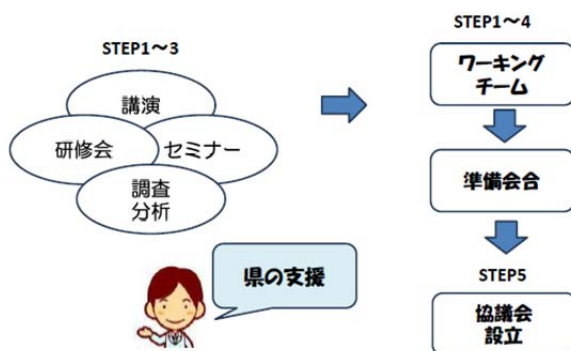 STEP1～3
講演
研修会
セミナー
調査
分析
県の支援
STEP1～4
ワーキング
チーム
準備会合
STEP5
協議会
設立